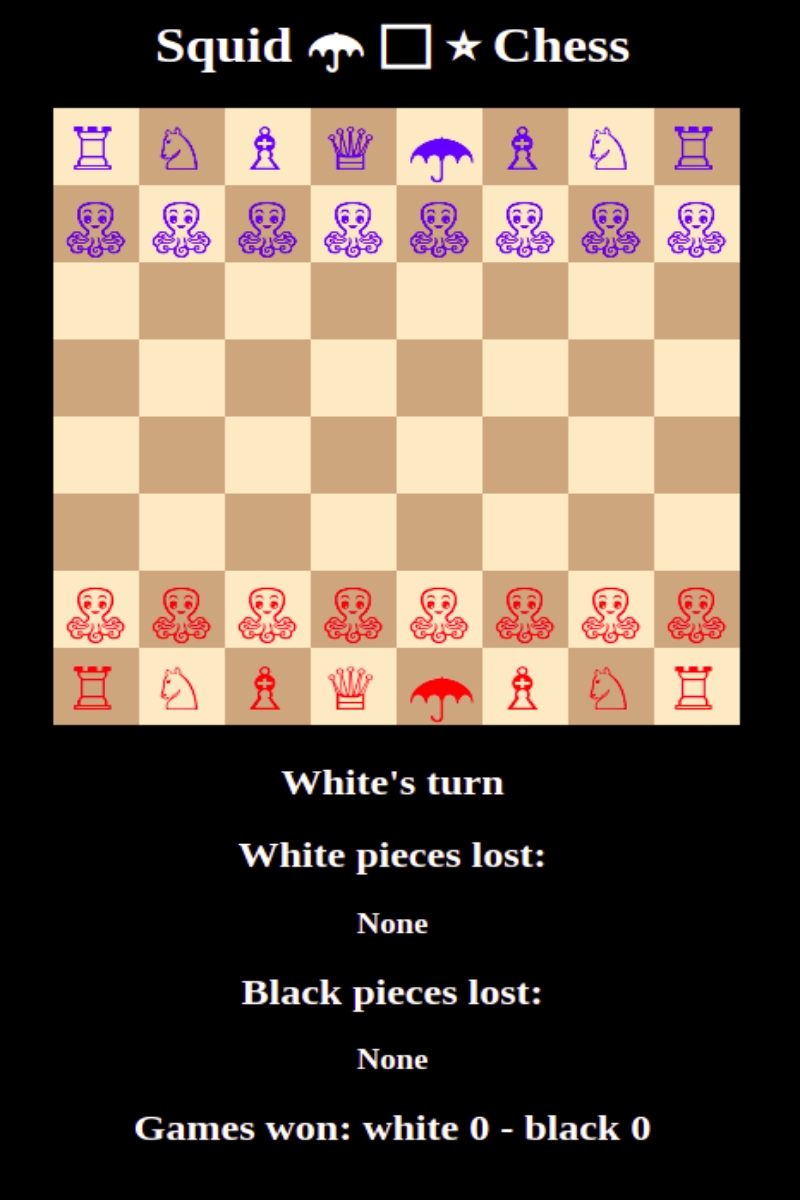 Squid ☂ □ ☆ Chess
White's turn
White pieces lost:
None
Black pieces lost:
None
Games won: white 0 - black 0